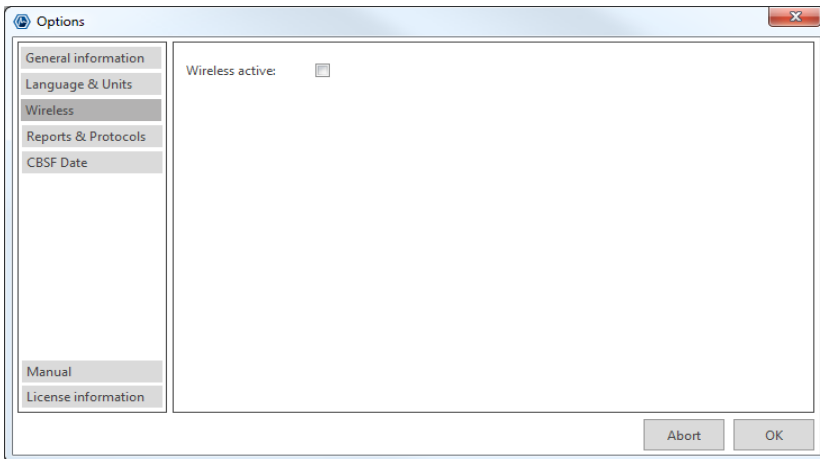 Options
General information
Language & Units
Wireless
Reports & Protocols
CBSF Date
Manual
License information
Wireless active:
Abort
OK